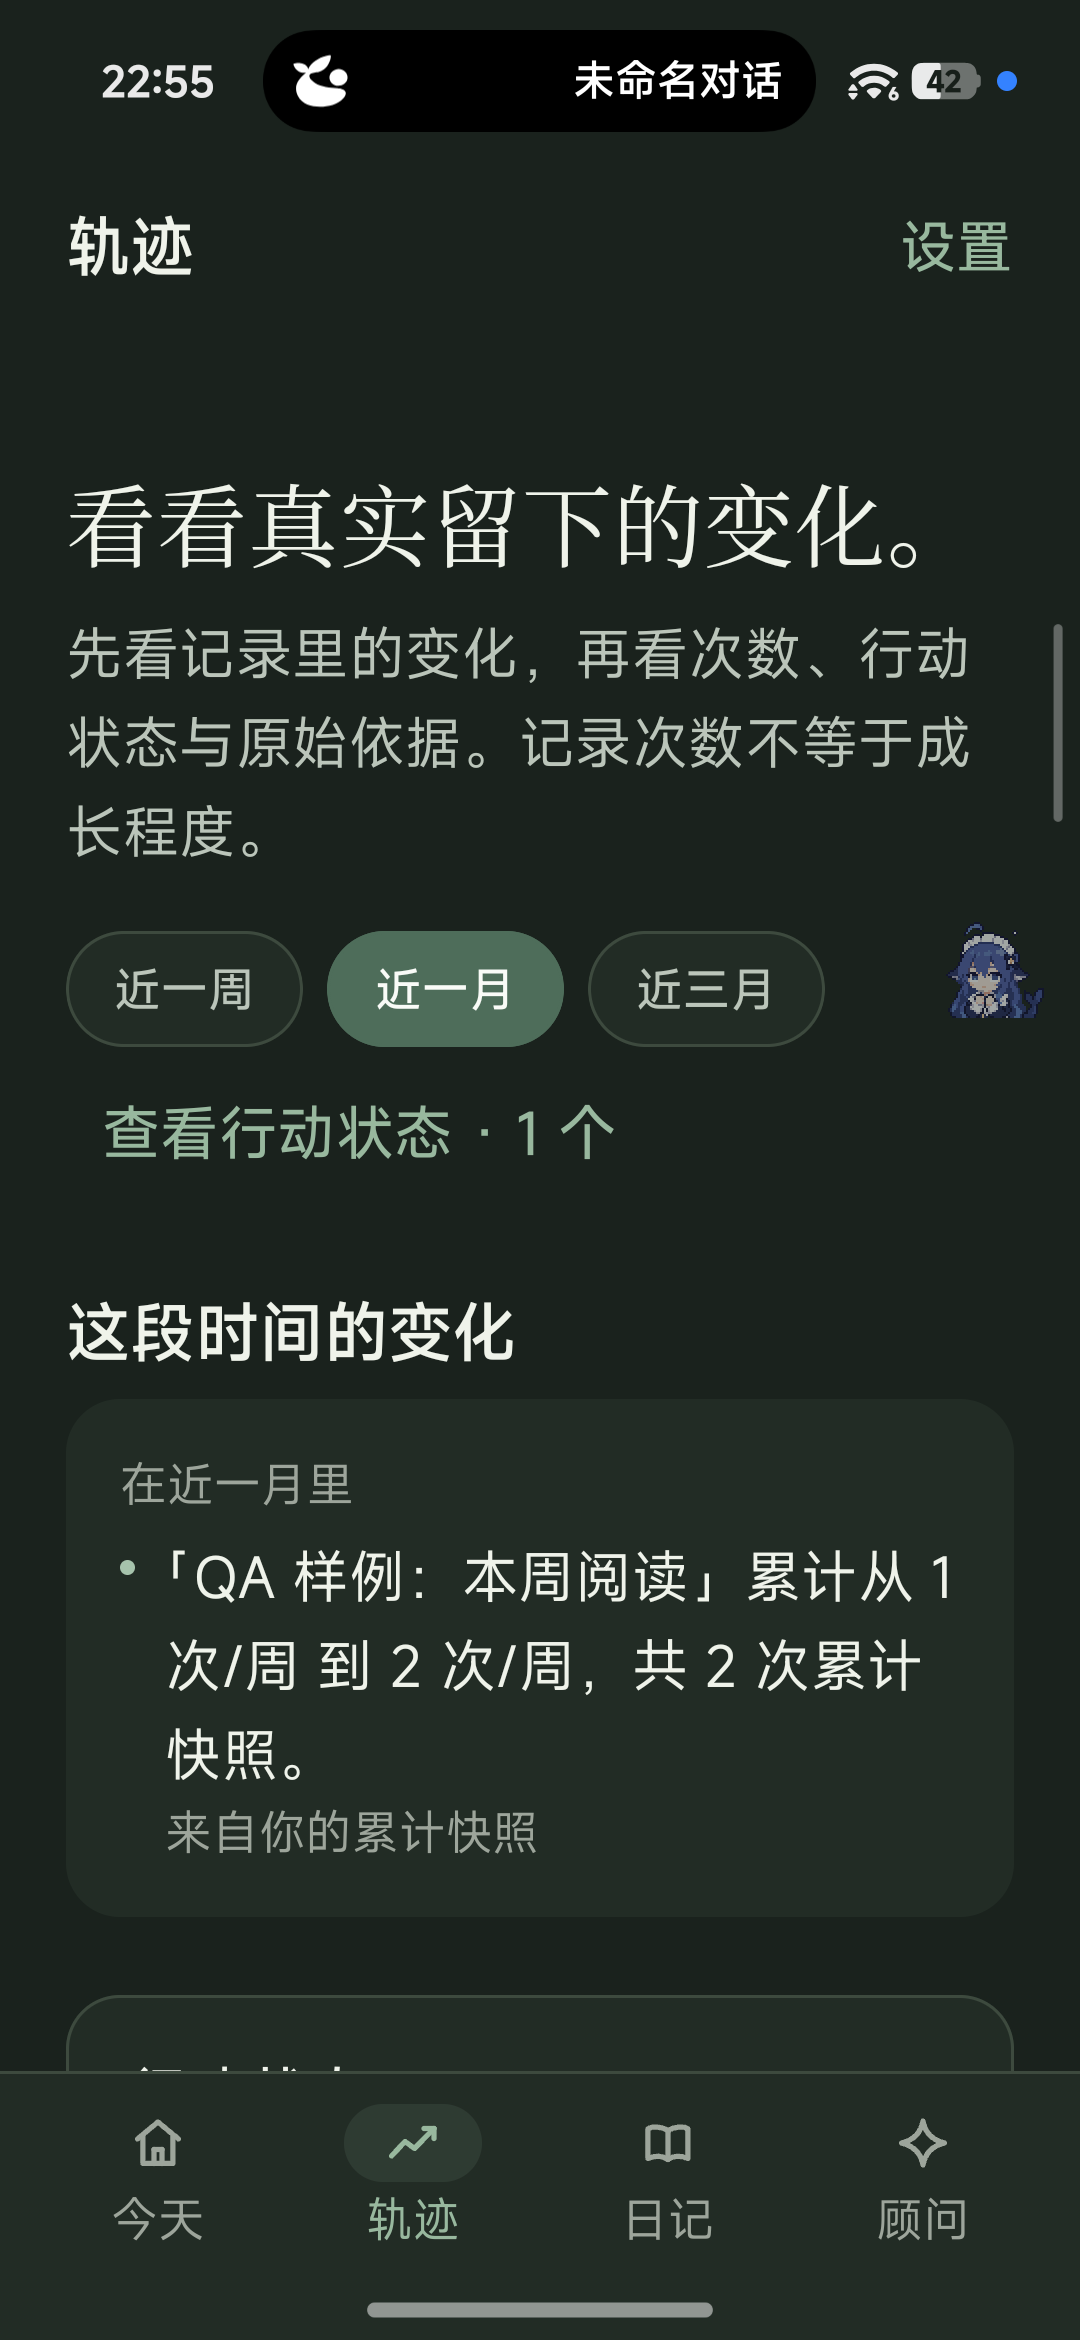 22:55
未命名对话
6
42
轨迹
设置
看看真实留下的变化。
先看记录里的变化，再看次数、行动
状态与原始依据。记录次数不等于成
长程度。
近一周
近一月
近三月
查看行动状态 · 1 个
这段时间的变化
在近一月里
「QA 样例：本周阅读」累计从 1
次/周 到 2 次/周，共 2 次累计
快照。
来自你的累计快照
今天
轨迹
日记
顾问